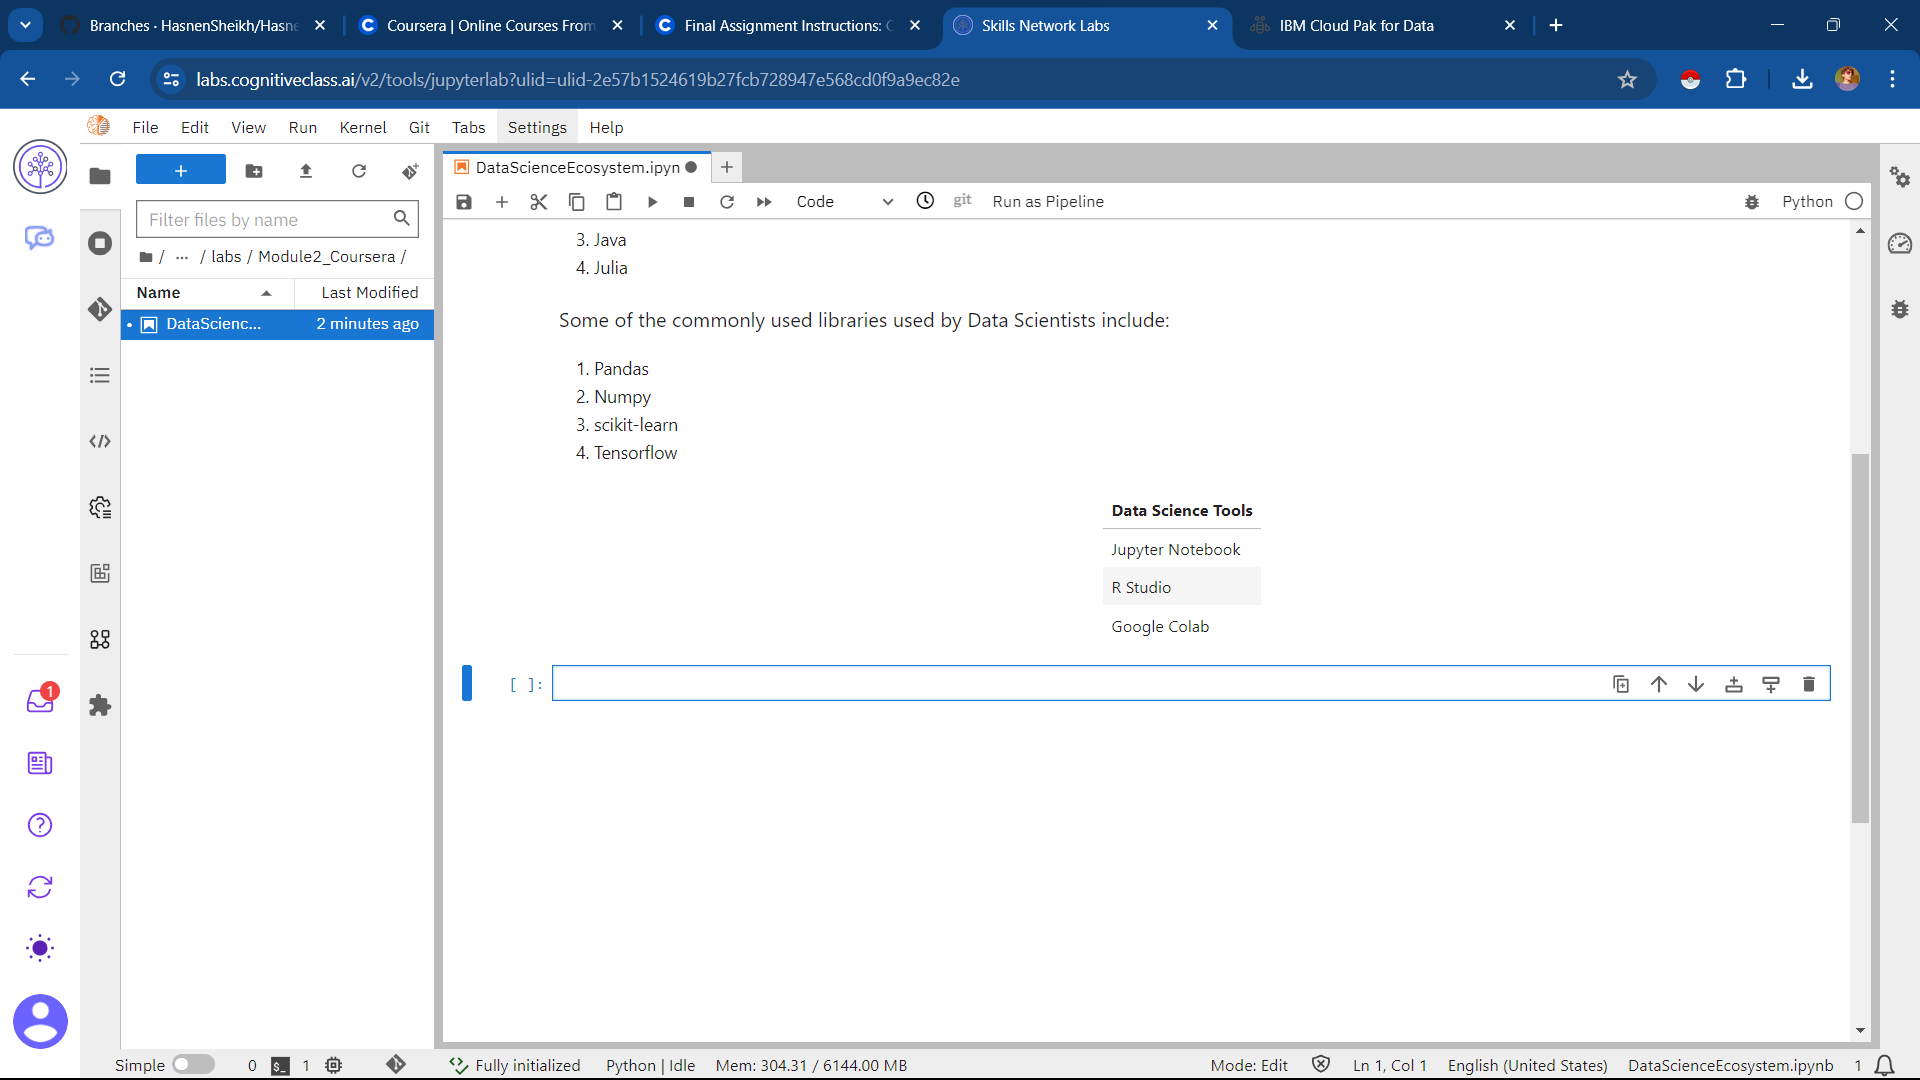 Branches · HasnenSheikh/Hasne
Coursera | Online Courses From
Final Assignment Instructions: C
Skills Network Labs
IBM Cloud Pak for Data
labs.cognitiveclass.ai/v2/tools/jupyterlab?ulid=ulid-2e57b1524619b27fcb728947e568cd0f9a9ec82e
File Edit View Run Kernel Git Tabs Settings Help
DataScienceEcosystem.ipyn
Code
git
Run as Pipeline
Python
Filter files by name
/ ··· / labs / Module2_Coursera /
Name Last Modified
DataScienc... 2 minutes ago
3. Java
4. Julia
Some of the commonly used libraries used by Data Scientists include:
1. Pandas
2. Numpy
3. scikit-learn
4. Tensorflow
Data Science Tools
Jupyter Notebook
R Studio
Google Colab
[ ]:
1
Simple 0 $_ 1 Fully initialized Python | Idle Mem: 304.31 / 6144.00 MB Mode: Edit Ln 1, Col 1 English (United States) DataScienceEcosystem.ipynb 1